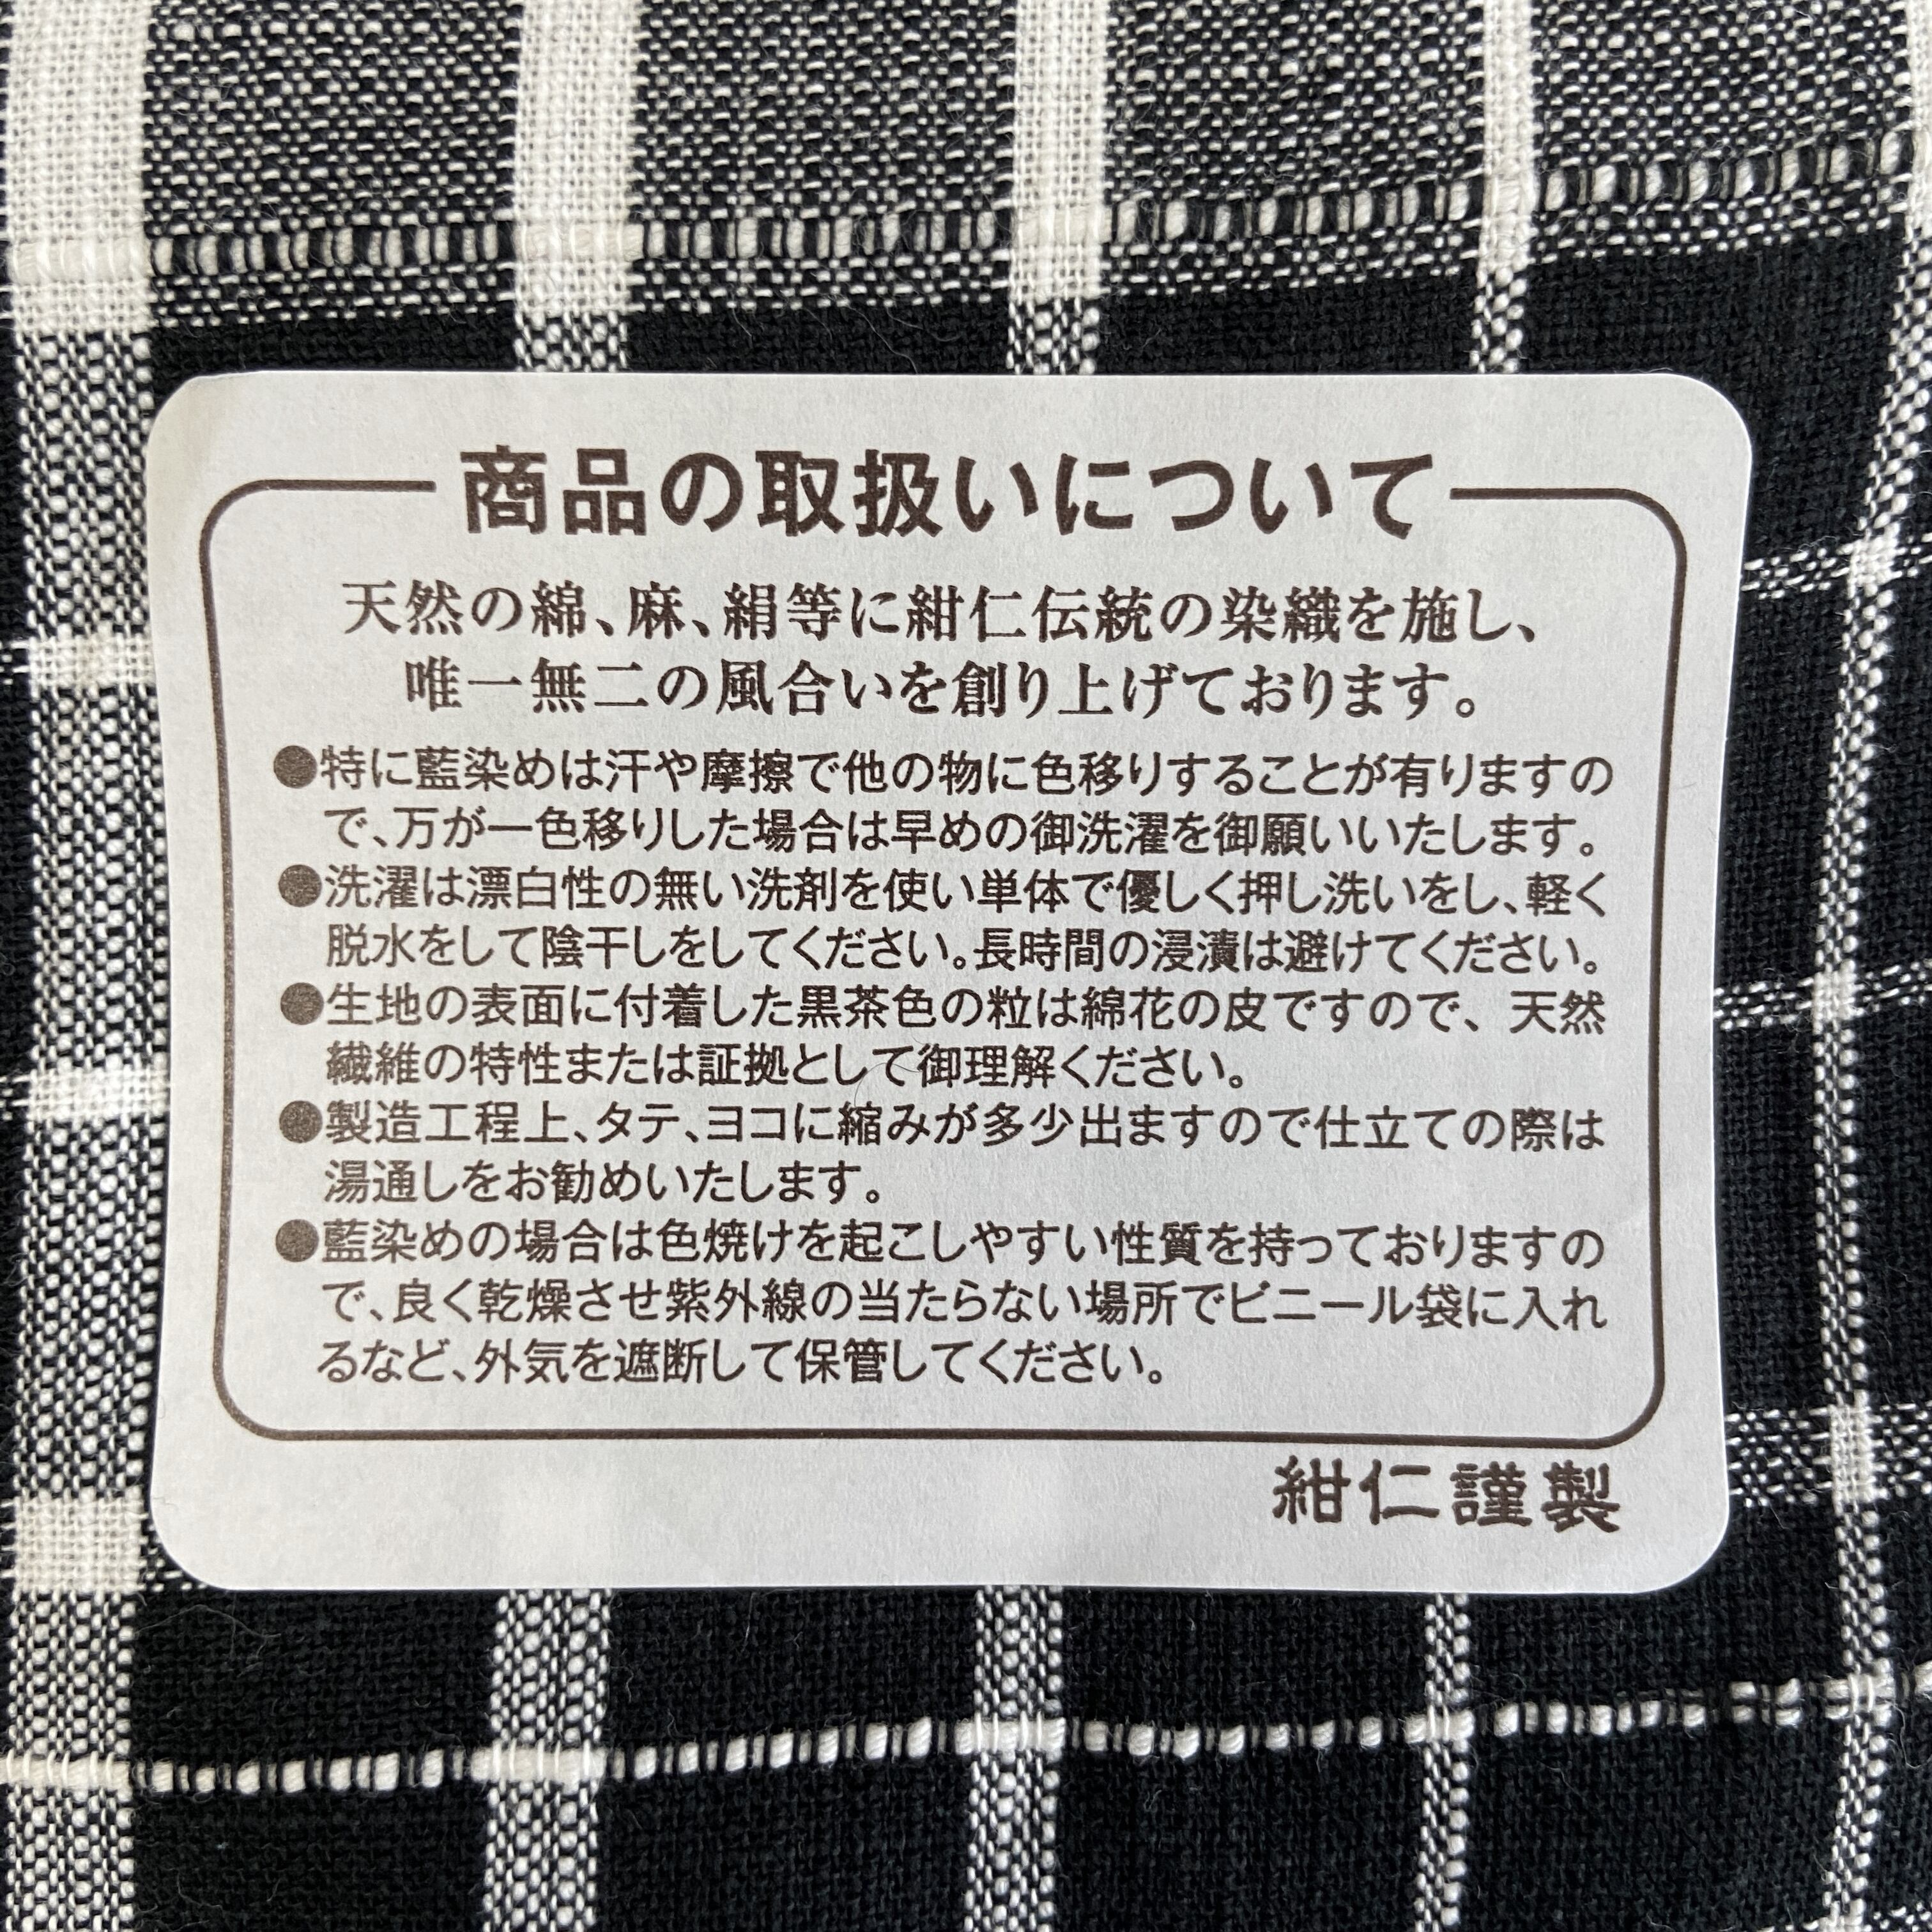 商品の取扱いについて
天然の綿、麻、絹等に紺仁伝統の染織を施し、
唯一無二の風合いを創り上げております。
●特に藍染めは汗や摩擦で他の物に色移りすることが有りますの
で、万が一色移りした場合は早めの御洗濯を御願いいたします。
●洗濯は漂白性の無い洗剤を使い単体で優しく押し洗いをし、軽く
脱水をして陰干しをしてください。長時間の浸漬は避けてください。
●生地の表面に付着した黒茶色の粒は綿花の皮ですので、天然
繊維の特性または証拠として御理解ください。
●製造工程上、タテ、ヨコに縮みが多少出ますので仕立ての際は
湯通しをお勧めいたします。
●藍染めの場合は色焼けを起こしやすい性質を持っておりますの
で、良く乾燥させ紫外線の当たらない場所でビニール袋に入れ
るなど、外気を遮断して保管してください。
紺仁謹製